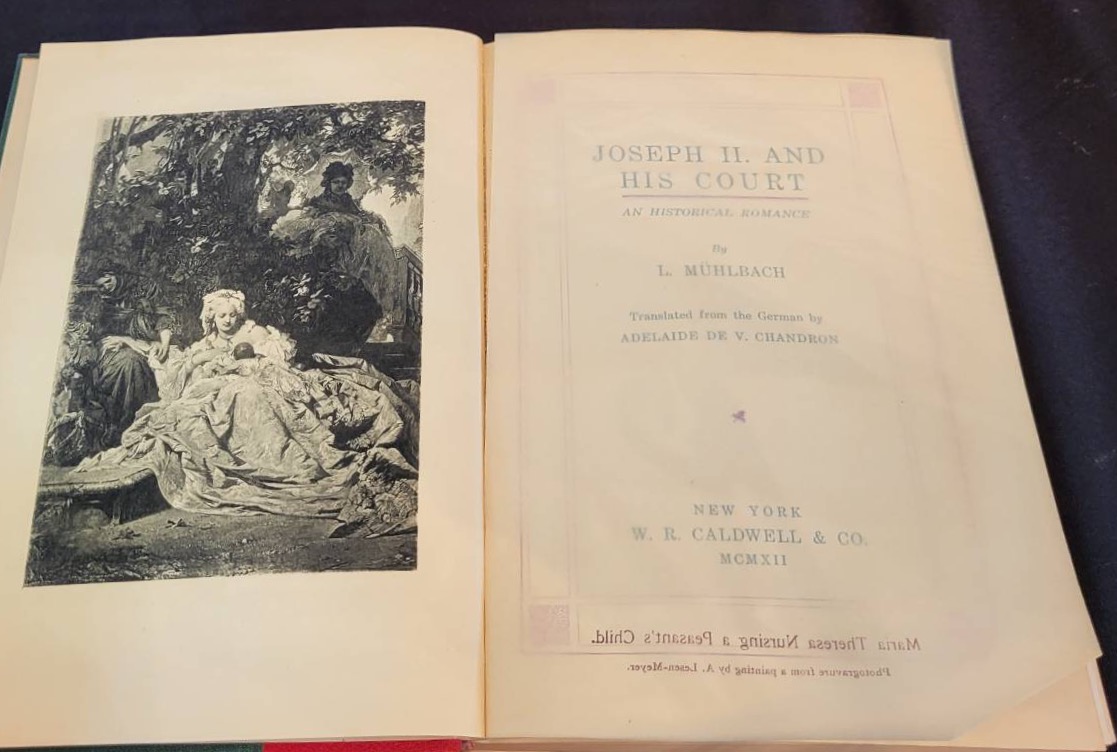 JOSEPH II. AND
HIS COURT
AN HISTORICAL ROMANCE
By
L. MÜHLBACH
Translated from the German by
ADELAIDE DE V. CHANDRON
NEW YORK
W. R. CALDWELL & CO.
MCMXII
Maria Theresa Nursing a Peasant's Child.
Photogravure from a painting by A. Lesen-Meyer.